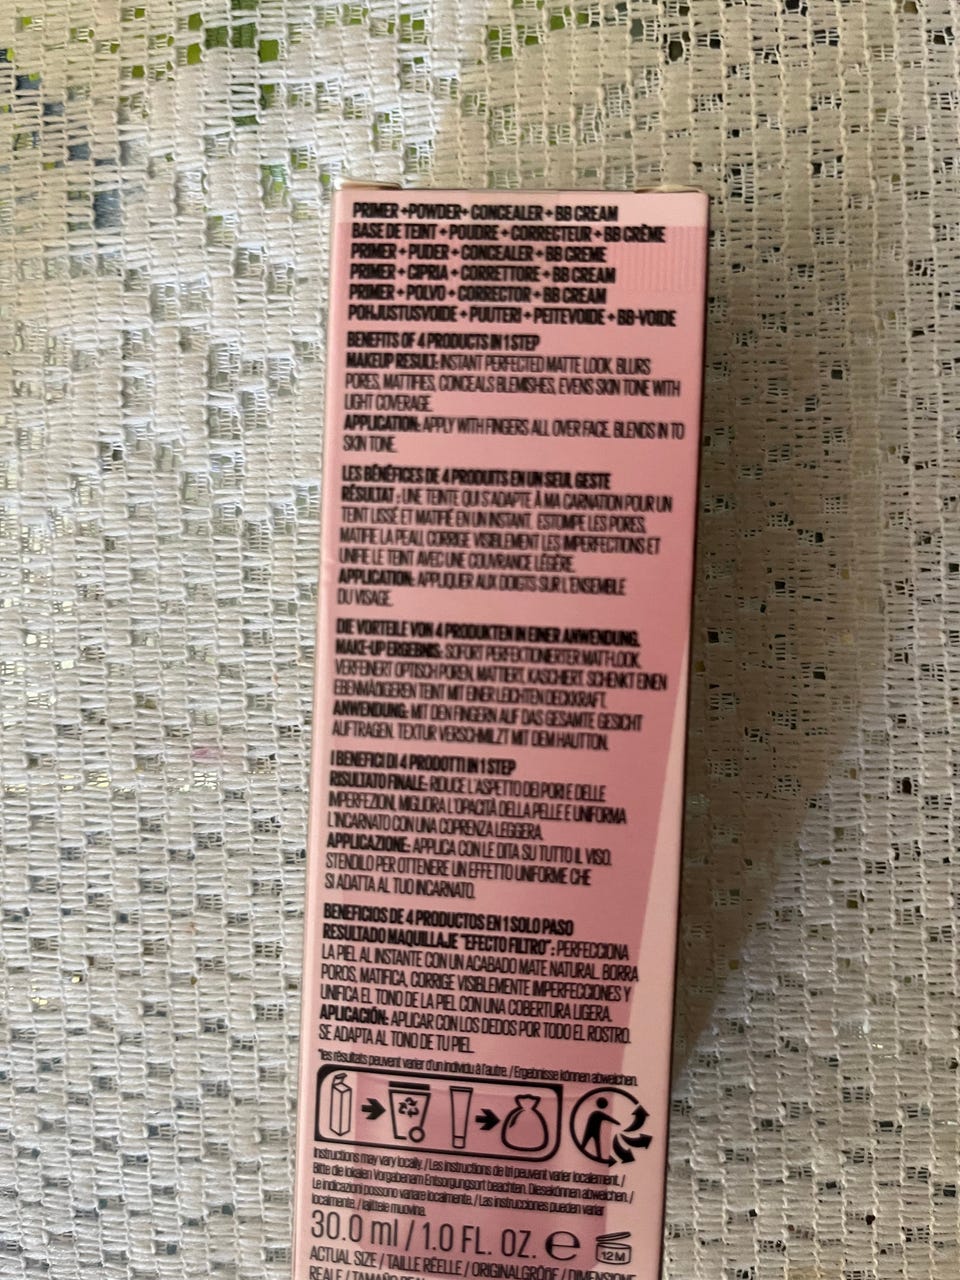 PRIMER +POWDER+ CONCEALER + BB CREAM
BASE DE TEINT + POUDRE + CORRECTEUR + BB CRÈME
PRIMER + PUDER + CONCEALER + BB CREME
PRIMER + CIPRIA + CORRETTORE + BB CREAM
PRIMER + POLVO + CORRECTOR + BB CREAM
POHJUSTUSVOIDE + PUUTERI + PEITEVOIDE + BB-VOIDE
BENEFITS OF 4 PRODUCTS IN 1 STEP
MAKEUP RESULT: INSTANT PERFECTED MATTE LOOK. BLURS
PORES, MATTIFIES, CONCEALS BLEMISHES, EVENS SKIN TONE WITH
LIGHT COVERAGE.
APPLICATION: APPLY WITH FINGERS ALL OVER FACE. BLENDS IN TO
SKIN TONE.
LES BÉNÉFICES DE 4 PRODUITS EN UN SEUL GESTE
RÉSULTAT : UNE TEINTE QUI S'ADAPTE À MA CARNATION POUR UN
TEINT LISSÉ ET MATIFIÉ EN UN INSTANT. ESTOMPE LES PORES,
MATIFIE LA PEAU, CORRIGE VISIBLEMENT LES IMPERFECTIONS ET
UNIFIE LE TEINT AVEC UNE COUVRANCE LÉGÈRE.
APPLICATION: APPLIQUER AUX DOIGTS SUR L'ENSEMBLE
DU VISAGE.
DIE VORTEILE VON 4 PRODUKTEN IN EINER ANWENDUNG.
MAKE-UP ERGEBNIS: SOFORT PERFEKTIONIERTER MATT-LOOK.
VERFEINERT OPTISCH POREN, MATTIERT, KASCHIERT. SCHENKT EINEN
EBENMÄßIGEREN TEINT MIT EINER LEICHTEN DECKKRAFT.
ANWENDUNG: MIT DEN FINGERN AUF DAS GESAMTE GESICHT
AUFTRAGEN. TEXTUR VERSCHMILZT MIT DEM HAUTTON.
I BENEFICI DI 4 PRODOTTI IN 1 STEP
RISULTATO FINALE: RIDUCE L'ASPETTO DEI PORI E DELLE
IMPERFEZIONI, MIGLIORA L'OPACITÀ DELLA PELLE E UNIFORMA
L'INCARNATO CON UNA COPRENZA LEGGERA.
APPLICAZIONE: APPLICA CON LE DITA SU TUTTO IL VISO.
STENDILO PER OTTENERE UN EFFETTO UNIFORME CHE
SI ADATTA AL TUO INCARNATO.
BENEFICIOS DE 4 PRODUCTOS EN 1 SOLO PASO
RESULTADO MAQUILLAJE "EFECTO FILTRO": PERFECCIONA
LA PIEL AL INSTANTE CON UN ACABADO MATE NATURAL. BORRA
POROS, MATIFICA, CORRIGE VISIBLEMENTE IMPERFECCIONES Y
UNIFICA EL TONO DE LA PIEL CON UNA COBERTURA LIGERA.
APLICACIÓN: APLICAR CON LOS DEDOS POR TODO EL ROSTRO.
SE ADAPTA AL TONO DE TU PIEL.
*les résultats peuvent varier d'un individu à l'autre. / Ergebnisse können abweichen.
Instructions may vary locally. / Les instructions de tri peuvent varier localement. /
Bitte die lokalen Vorgaben am Entsorgungsort beachten. Diese können abweichen. /
Le indicazioni possono variare localmente. / Las instrucciones pueden variar
localmente. /
30.0 ml / 1.0 FL. OZ. e 12 M
ACTUAL SIZE / TAILLE RÉELLE / ORIGINALGRÖßE / DIMENSIONE
REALE / TAMAÑO